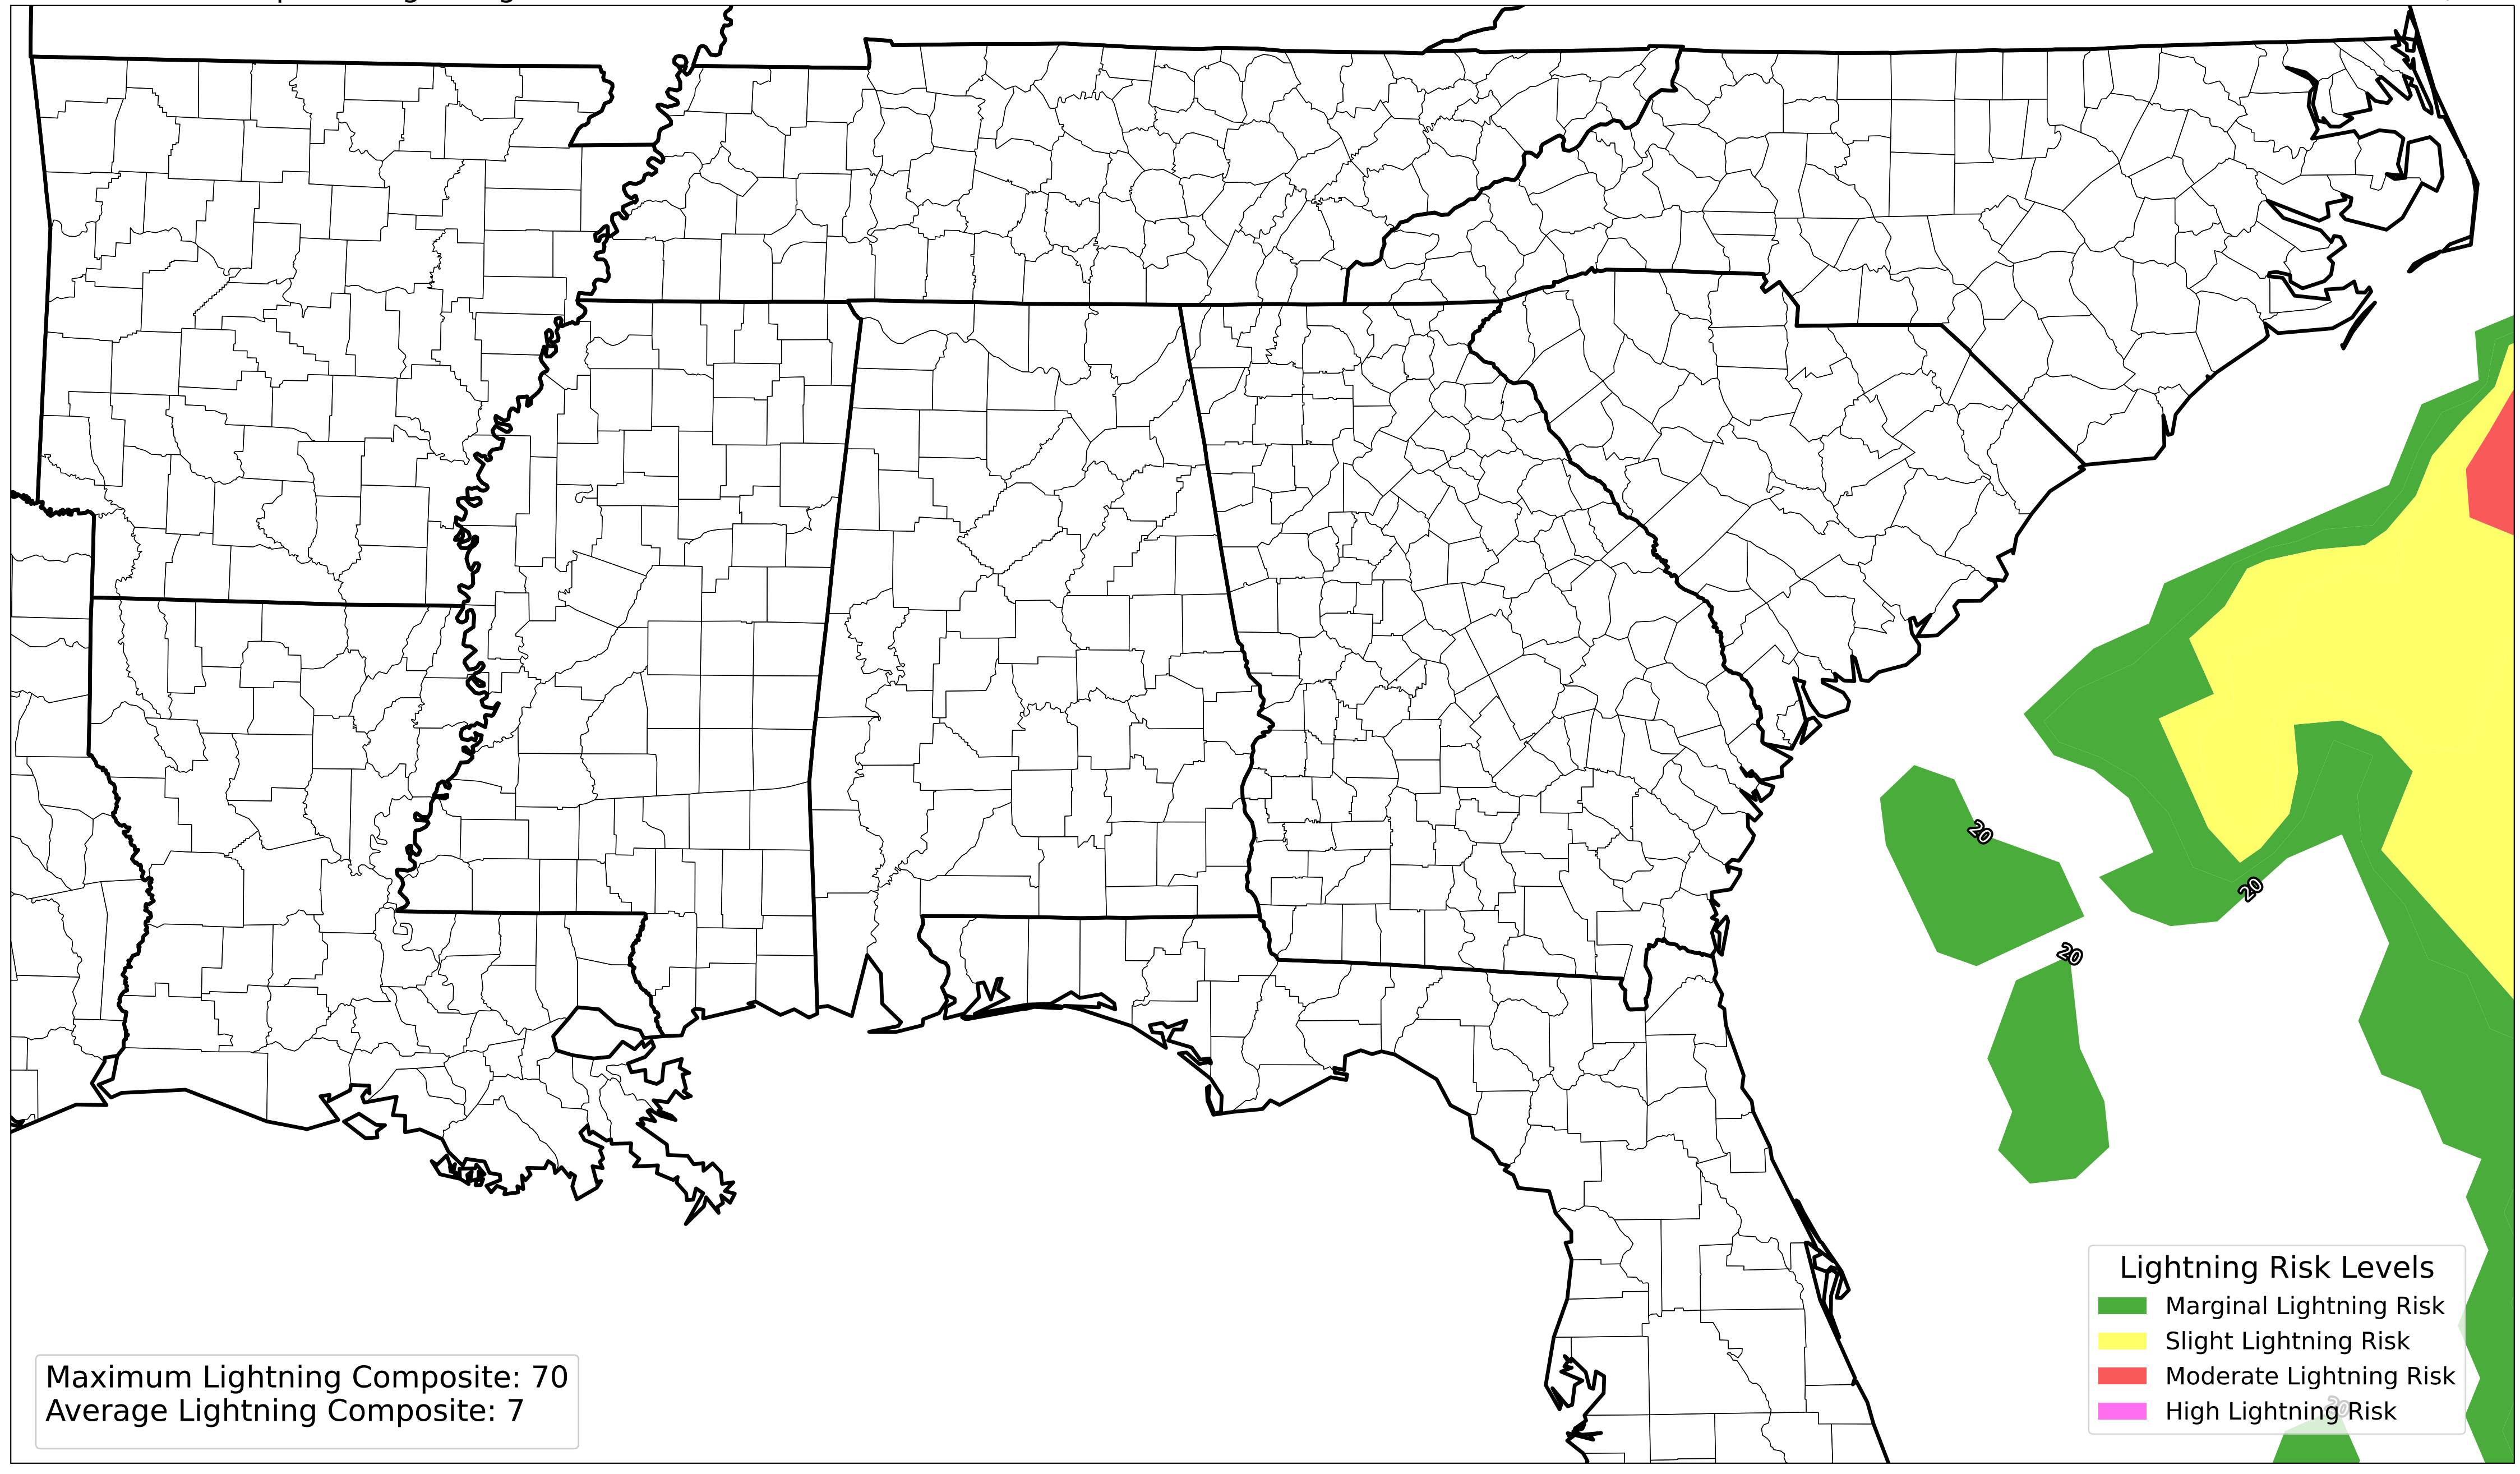 20
20
20
Lightning Risk Levels
Marginal Lightning Risk
Slight Lightning Risk
Moderate Lightning Risk
High Lightning Risk
20
Maximum Lightning Composite: 70
Average Lightning Composite: 7